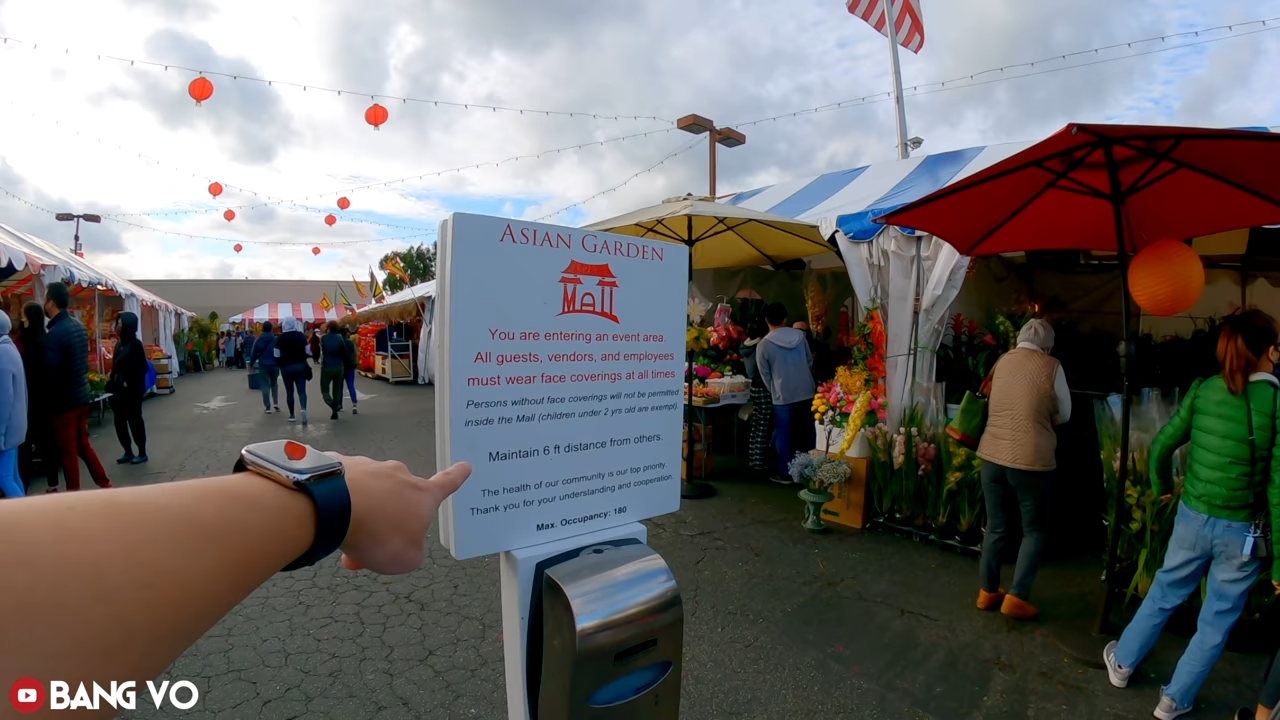 ASIAN GARDEN
Mall
You are entering an event area.
All guests, vendors, and employees
must wear face coverings at all times
Persons without face coverings will not be permitted
inside the Mall (children under 2 yrs old are exempt)
Maintain 6 ft distance from others.
The health of our community is our top priority.
Thank you for your understanding and cooperation
Max. Occupancy: 180
BANG VO